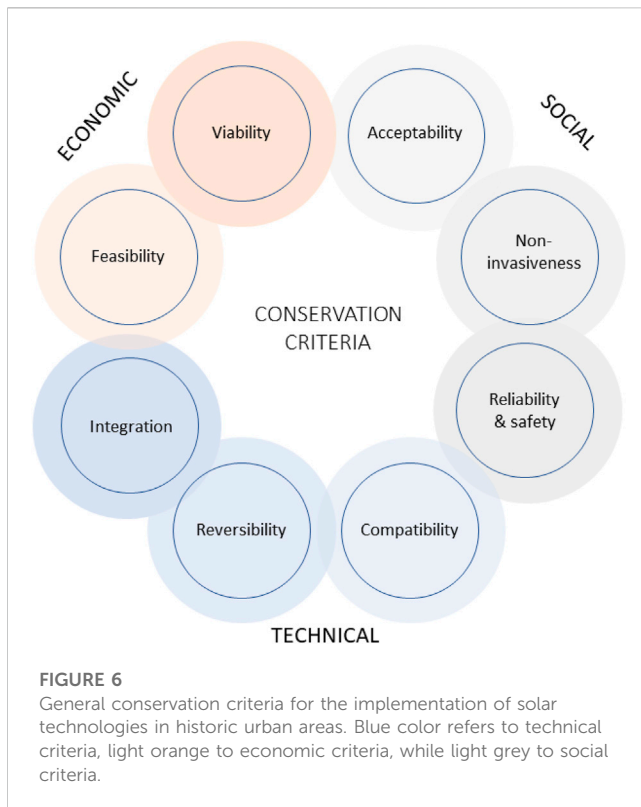 ECONOMIC
SOCIAL
Viability
Acceptability
Feasibility
Non-
invasiveness
CONSERVATION
CRITERIA
Integration
Reliability
& safety
Reversibility
Compatibility
TECHNICAL
FIGURE 6
General conservation criteria for the implementation of solar
technologies in historic urban areas. Blue color refers to technical
criteria, light orange to economic criteria, while light grey to social
criteria.